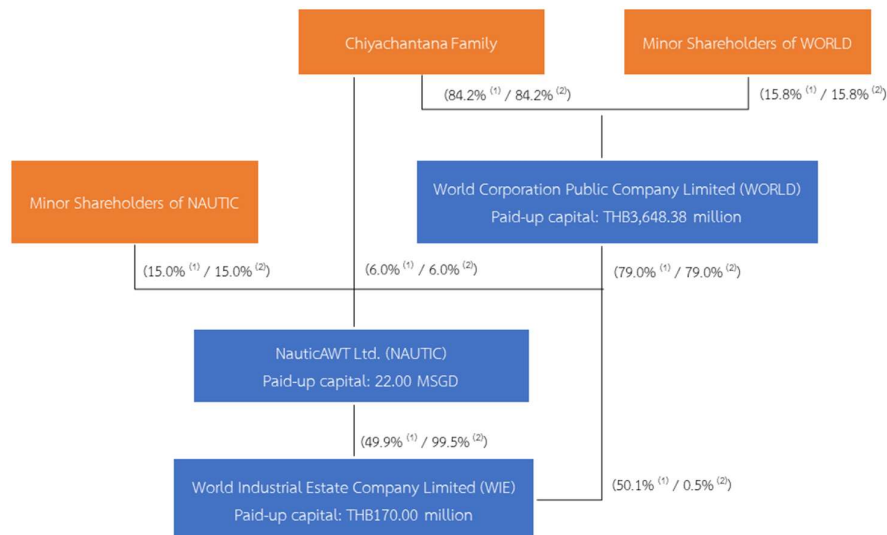 Chiyachantana Family
Minor Shareholders of WORLD
(84.2% (1) / 84.2% (2))
(15.8% (1) / 15.8% (2))
Minor Shareholders of NAUTIC
World Corporation Public Company Limited (WORLD)
Paid-up capital: THB3,648.38 million
(15.0% (1) / 15.0% (2))
(6.0% (1) / 6.0% (2))
(79.0% (1) / 79.0% (2))
NauticAWT Ltd. (NAUTIC)
Paid-up capital: 22.00 MSGD
(49.9% (1) / 99.5% (2))
World Industrial Estate Company Limited (WIE)
Paid-up capital: THB170.00 million
(50.1% (1) / 0.5% (2))